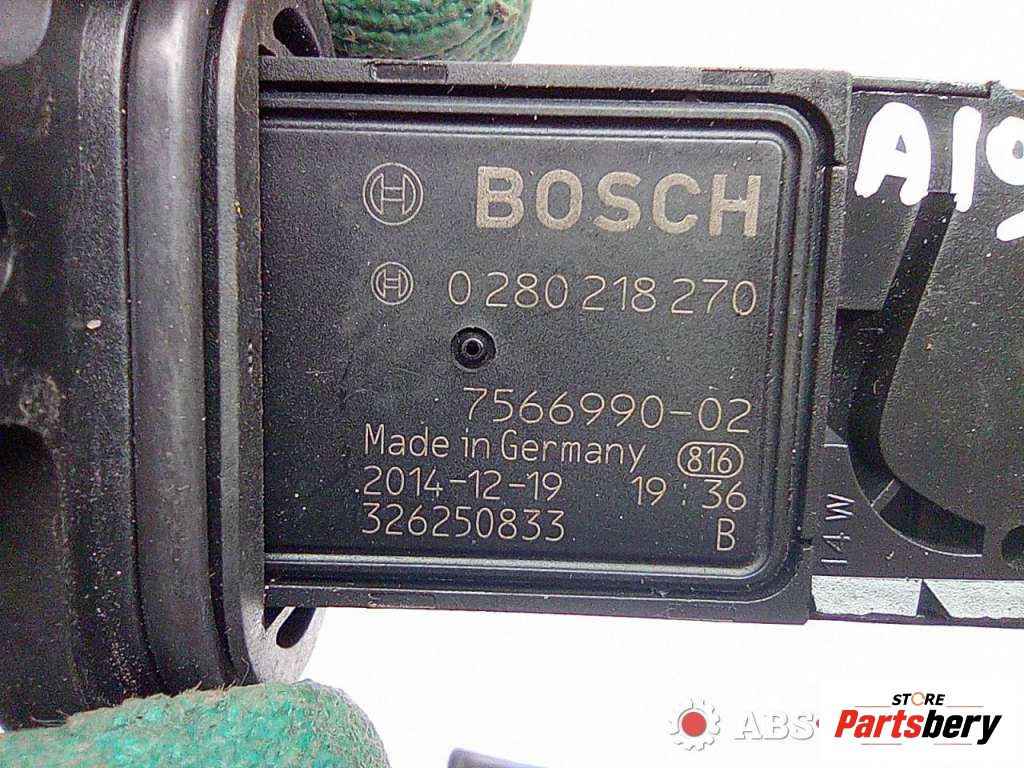 BOSCH
0 280 218 270
7566990-02
Made in Germany 816
2014-12-19 19:36
326250833 B
14 W
ABS
STORE
Partsbery